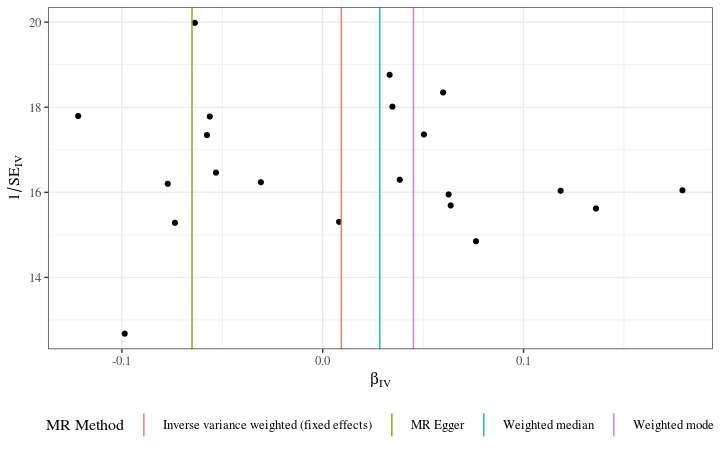 20
18
16
14
1/SE_IV
-0.1 0.0 0.1
β_IV
MR Method Inverse variance weighted (fixed effects) MR Egger Weighted median Weighted mode